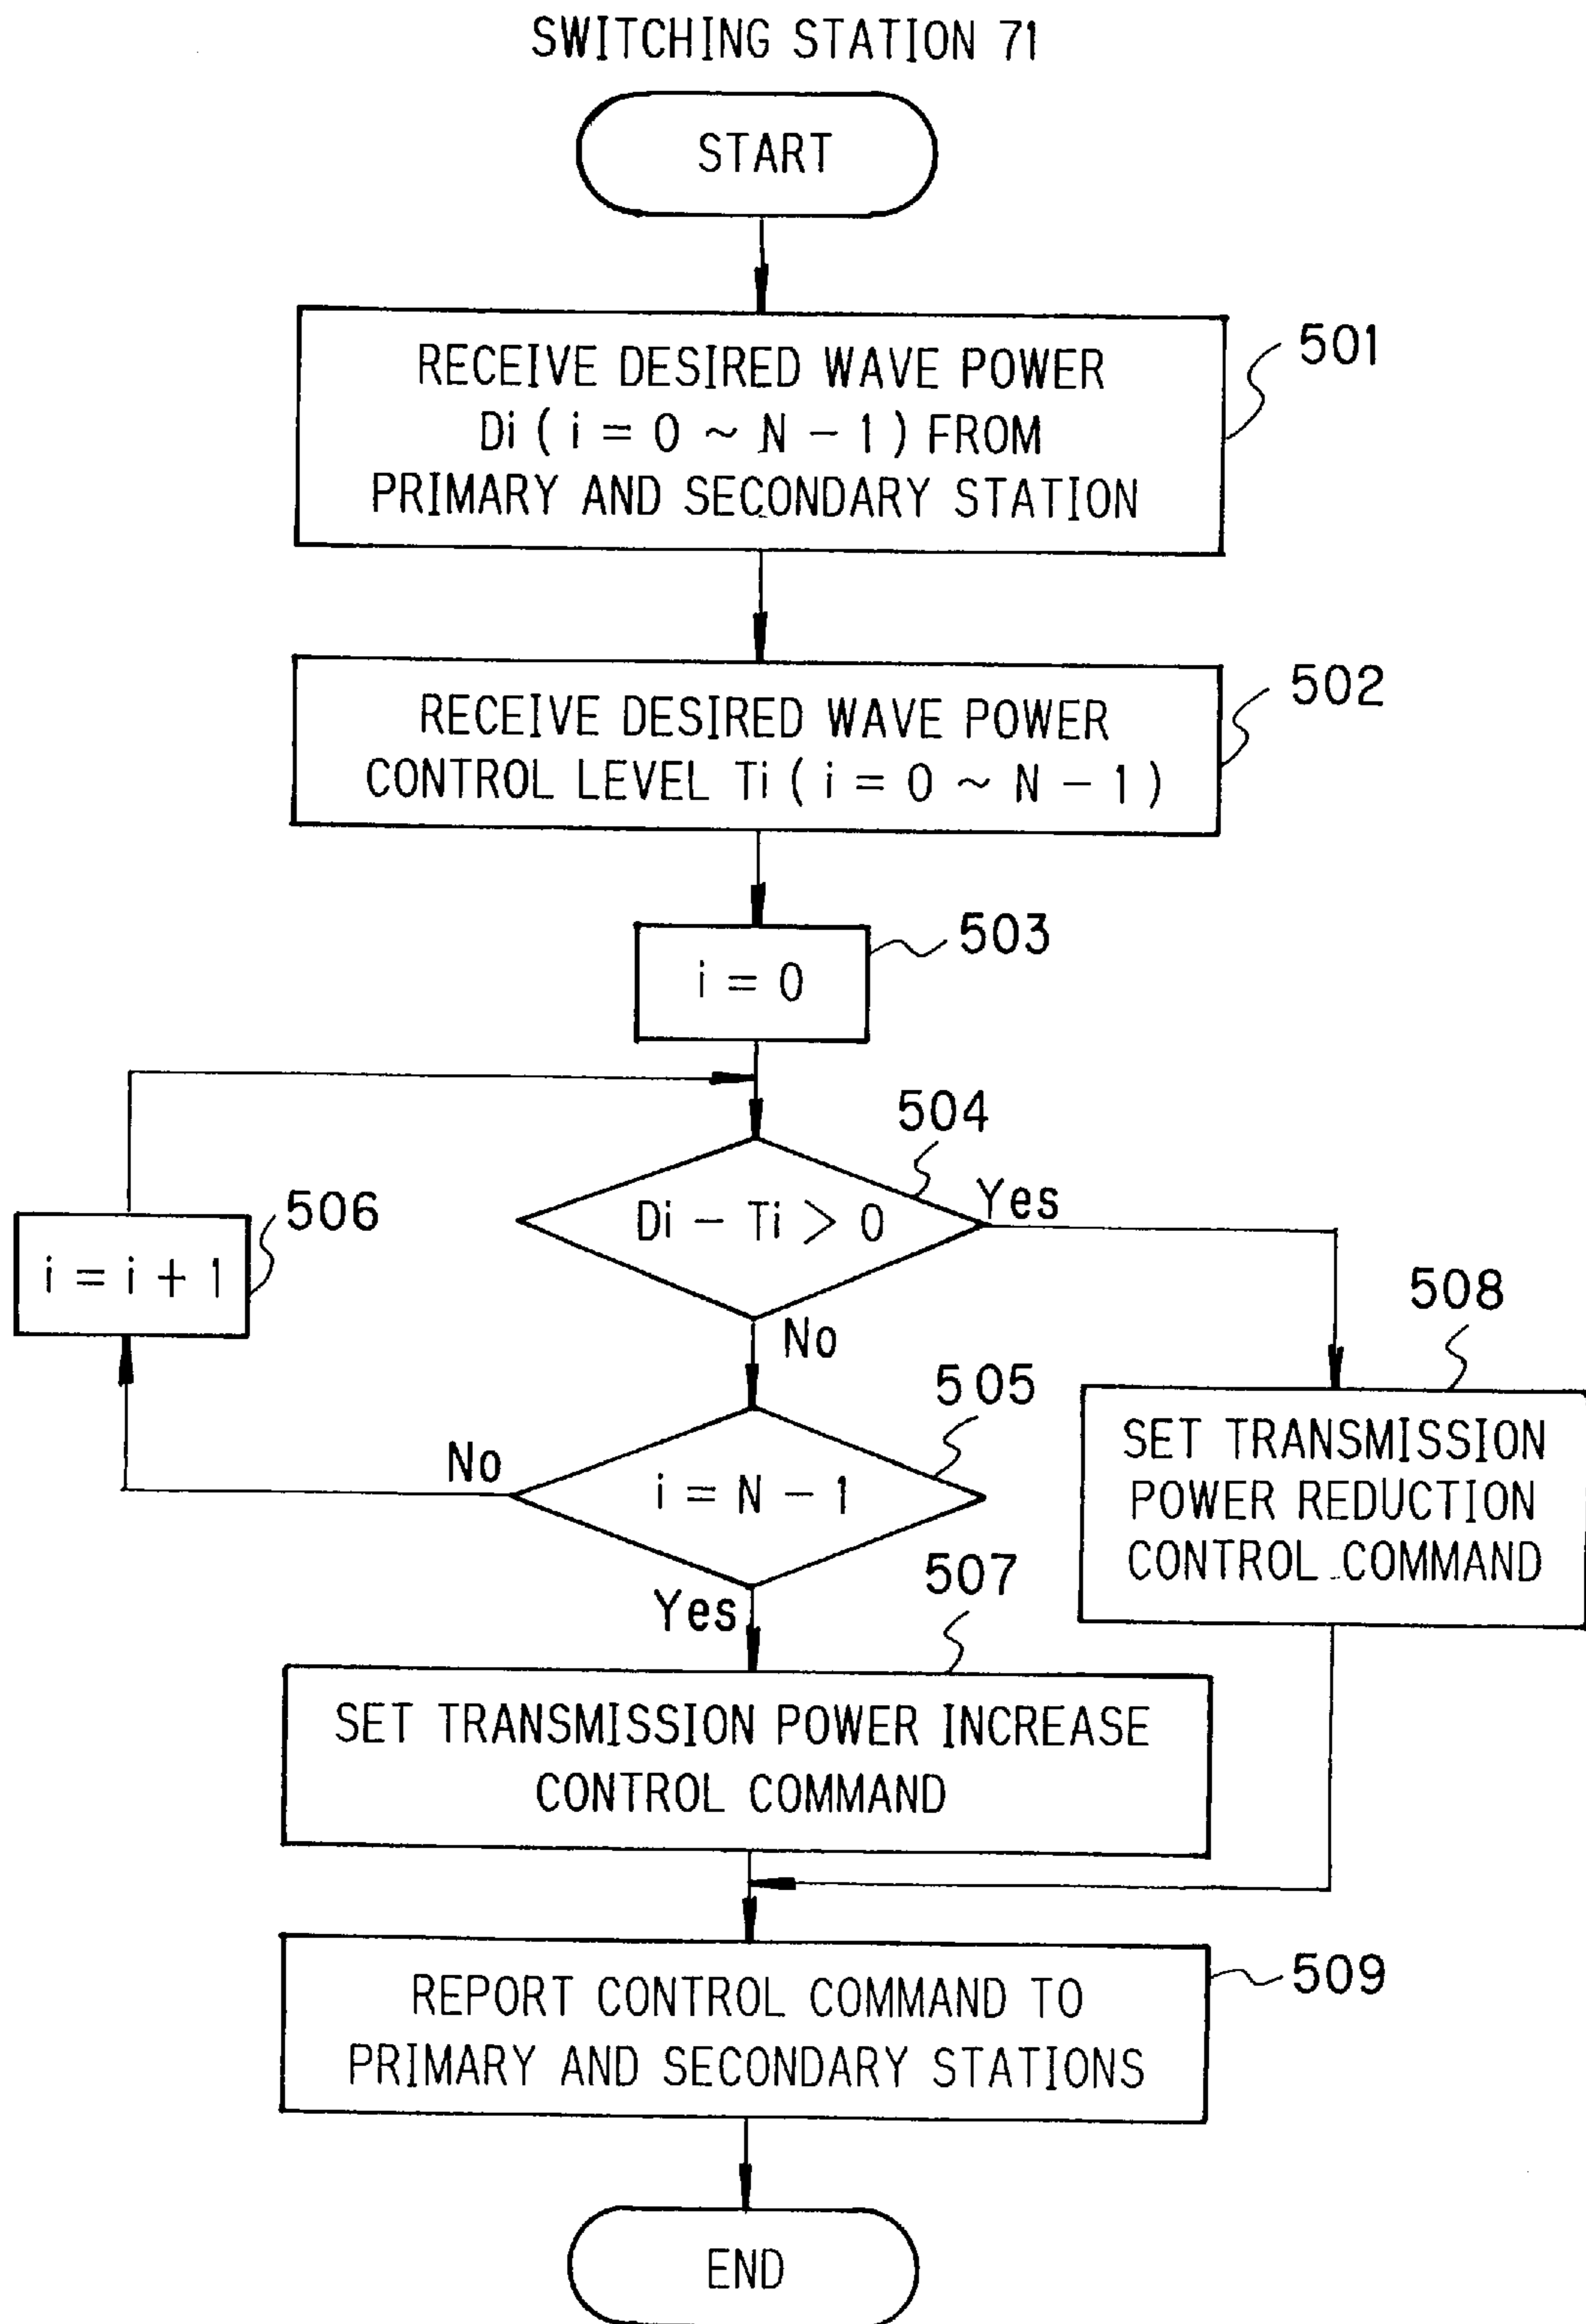 SWITCHING STATION 71
START
RECEIVE DESIRED WAVE POWER
Di ( i = 0 ~ N - 1 ) FROM
PRIMARY AND SECONDARY STATION
501
RECEIVE DESIRED WAVE POWER
CONTROL LEVEL Ti ( i = 0 ~ N - 1 )
502
i = 0
503
504
Di - Ti > 0
Yes
No
506
i = i + 1
505
i = N - 1
No
Yes
508
SET TRANSMISSION
POWER REDUCTION
CONTROL COMMAND
507
SET TRANSMISSION POWER INCREASE
CONTROL COMMAND
REPORT CONTROL COMMAND TO
PRIMARY AND SECONDARY STATIONS
509
END